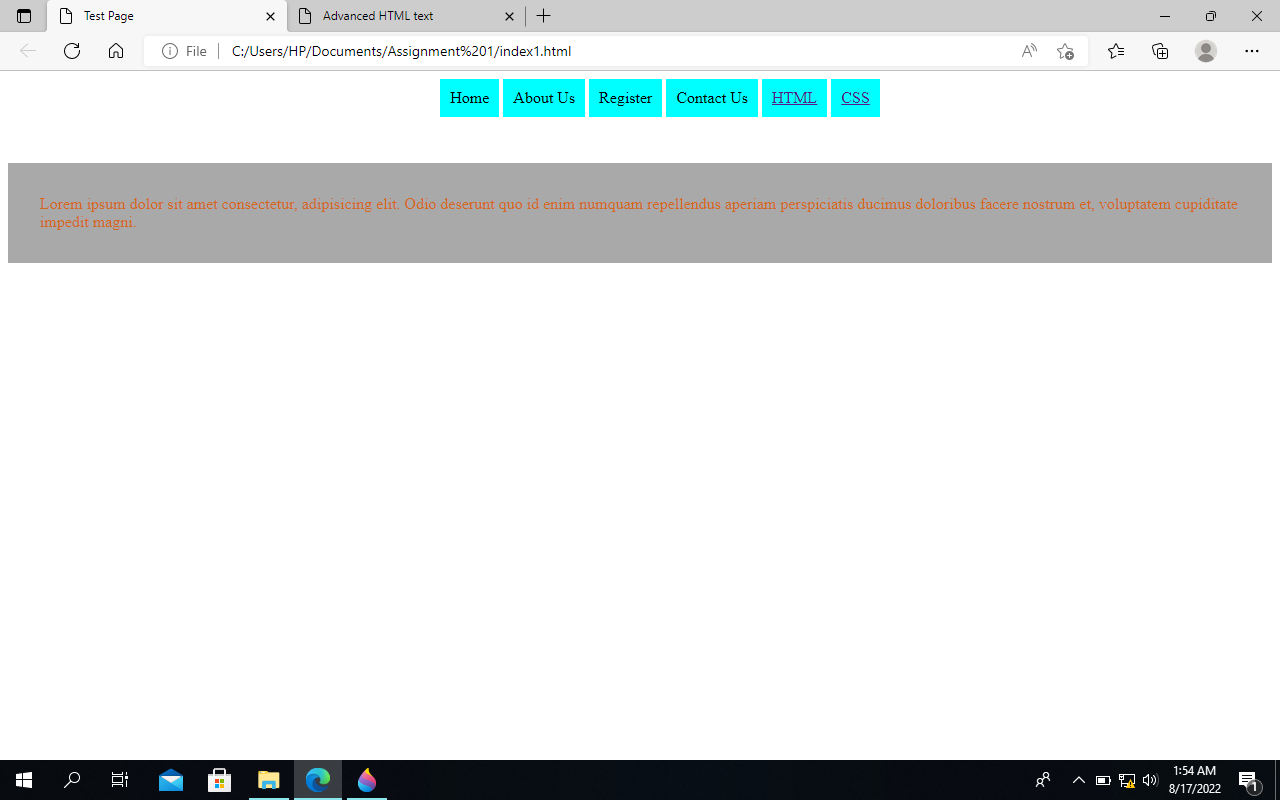 Test Page
Advanced HTML text
File
C:/Users/HP/Documents/Assignment%201/index1.html
Home
About Us
Register
Contact Us
HTML
CSS
Lorem ipsum dolor sit amet consectetur, adipisicing elit. Odio deserunt quo id enim numquam repellendus aperiam perspiciatis ducimus doloribus facere nostrum et, voluptatem cupiditate
impedit magni.
1:54 AM
8/17/2022
1